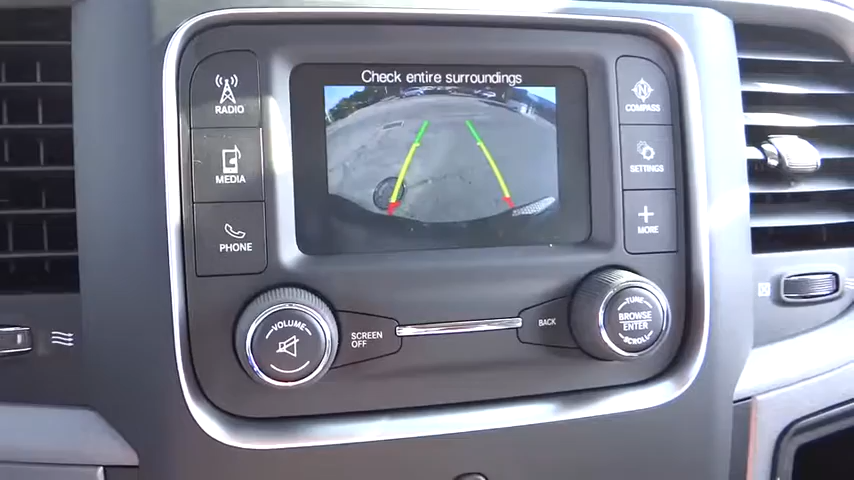 Check entire surroundings
RADIO
MEDIA
PHONE
N
COMPASS
SETTINGS
MORE
VOLUME
SCREEN
OFF
BACK
TUNE
BROWSE
ENTER
SCROLL